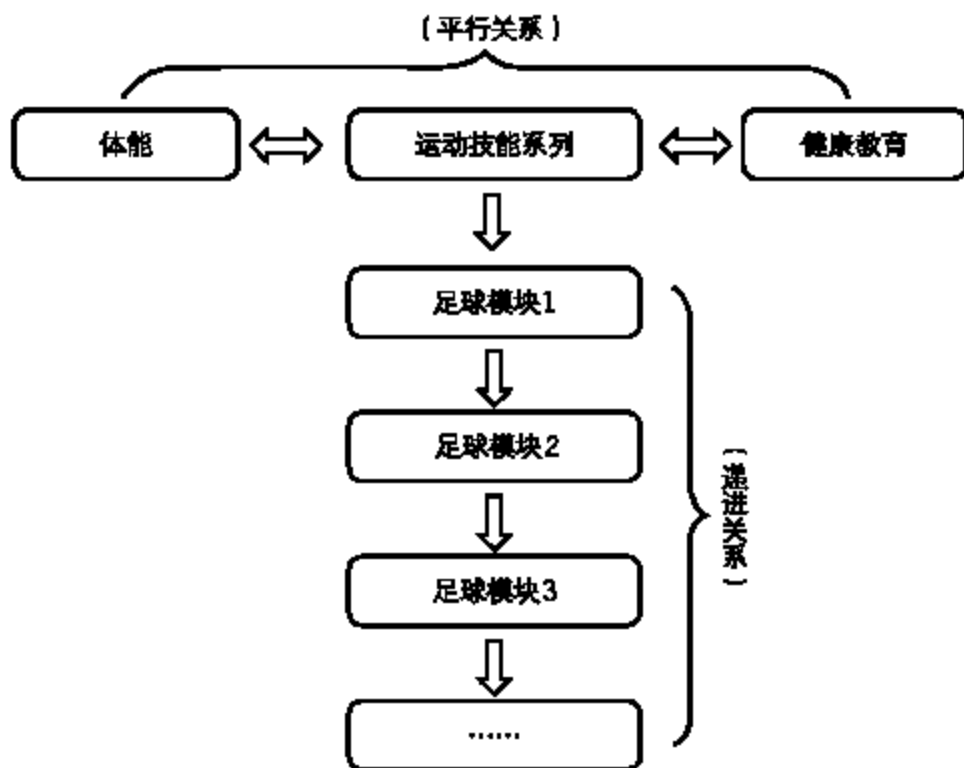 （平行关系）
体能
运动技能系列
健康教育
足球模块1
足球模块2
足球模块3
（递进关系）
……